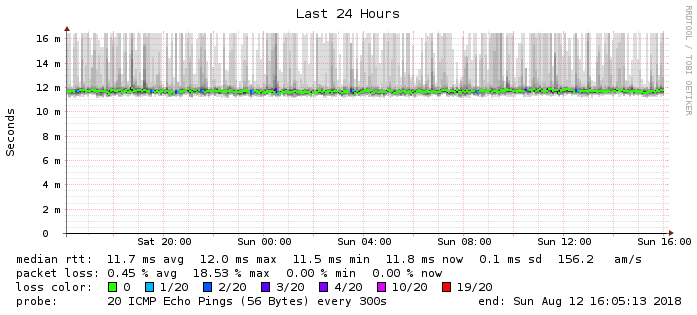 Last 24 Hours
RRDTOOL / TOBI OETIKER
Seconds
16 m
14 m
12 m
10 m
8 m
6 m
4 m
2 m
0
Sat 20:00 Sun 00:00 Sun 04:00 Sun 08:00 Sun 12:00 Sun 16:00
median rtt: 11.7 ms avg 12.0 ms max 11.5 ms min 11.8 ms now 0.1 ms sd 156.2 am/s
packet loss: 0.45 % avg 18.53 % max 0.00 % min 0.00 % now
loss color: 0 1/20 2/20 3/20 4/20 10/20 19/20
probe: 20 ICMP Echo Pings (56 Bytes) every 300s end: Sun Aug 12 16:05:13 2018